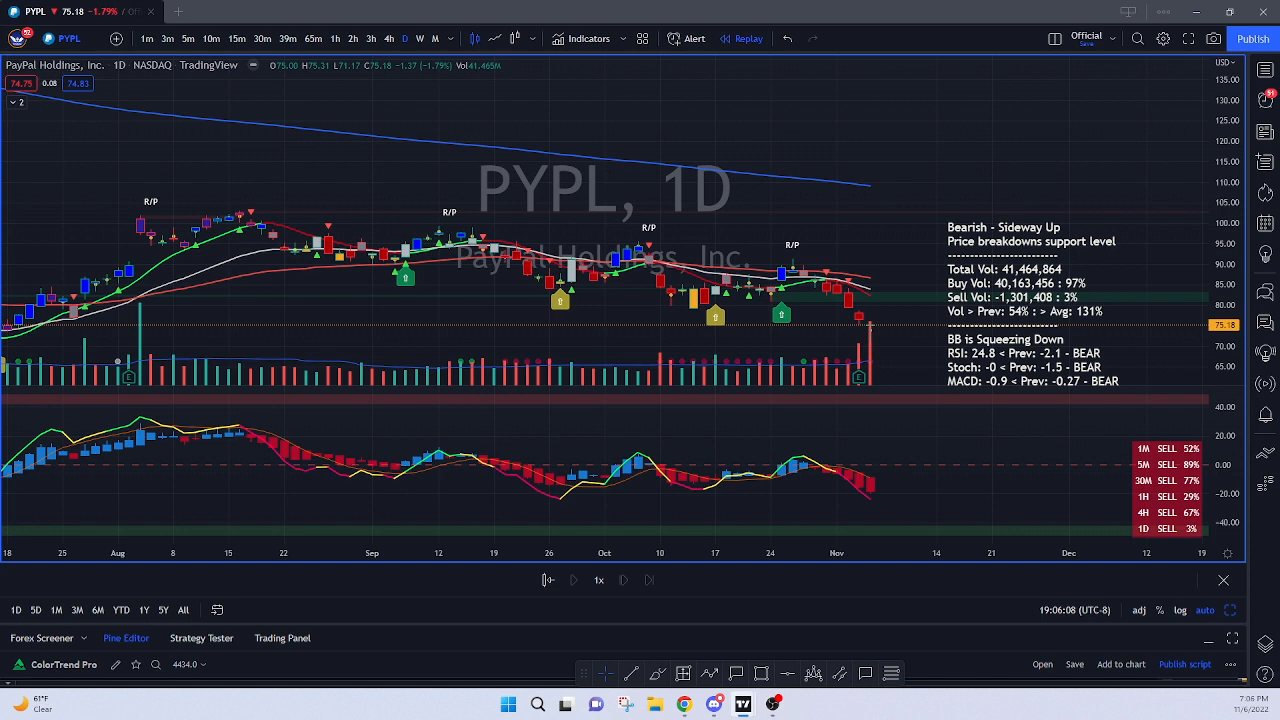 PYPL ▼ 75.18 −1.79% / Of
52
PYPL
1m 3m 5m 10m 15m 30m 39m 65m 1h 2h 3h 4h D W M
Indicators
Alert
Replay
Official
Save
Publish
PayPal Holdings, Inc. 1D NASDAQ TradingView
O75.00 H75.31 L71.17 C75.18 −1.37 (−1.79%) Vol41.465M
74.75 0.08 74.83
2
USD
135.00
130.00
125.00
120.00
115.00
110.00
105.00
100.00
95.00
90.00
85.00
80.00
75.18
70.00
65.00
40.00
20.00
0.00
−20.00
−40.00
51
PYPL, 1D
PayPal Holdings, Inc.
R/P
R/P
R/P
R/P
E
E
Bearish - Sideway Up
Price breakdowns support level
-------------------------
Total Vol: 41,464,864
Buy Vol: 40,163,456 : 97%
Sell Vol: -1,301,408 : 3%
Vol > Prev: 54% : > Avg: 131%
-------------------------
BB is Squeezing Down
RSI: 24.8 < Prev: -2.1 - BEAR
Stoch: -0 < Prev: -1.5 - BEAR
MACD: -0.9 < Prev: -0.27 - BEAR
1M SELL 52%
5M SELL 89%
30M SELL 77%
1H SELL 29%
4H SELL 67%
1D SELL 3%
18 25 Aug 8 15 22 Sep 12 19 26 Oct 10 17 24 Nov 14 21 Dec 12 19
1x
1D 5D 1M 3M 6M YTD 1Y 5Y All
19:06:08 (UTC-8)
adj % log auto
Forex Screener Pine Editor Strategy Tester Trading Panel
ColorTrend Pro
4434.0
Open Save Add to chart Publish script
61°F
Clear
7:06 PM
11/6/2022